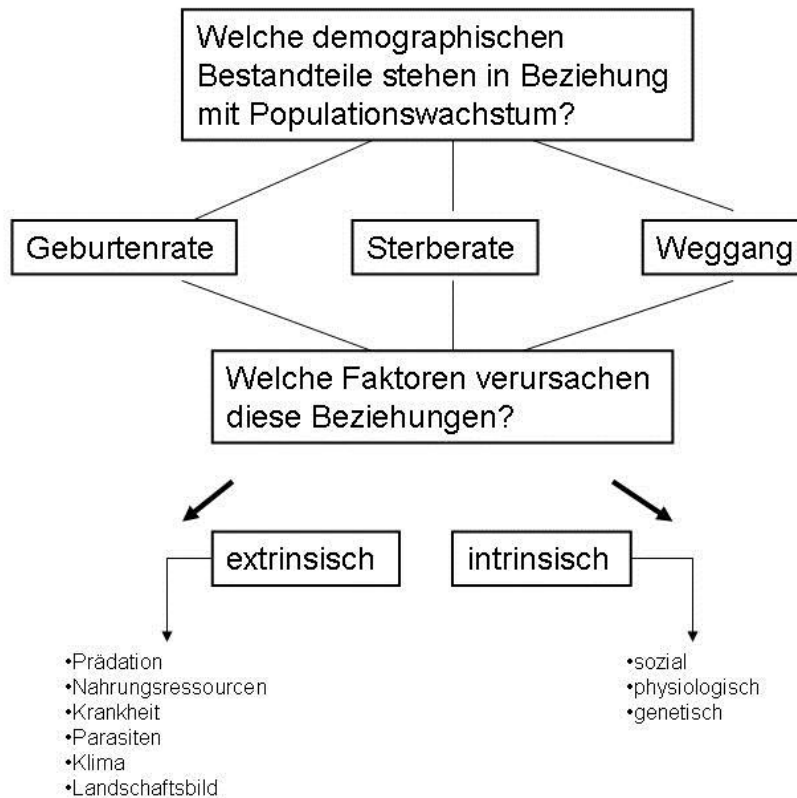 Welche demographischen
Bestandteile stehen in Beziehung
mit Populationswachstum?
Geburtenrate
Sterberate
Weggang
Welche Faktoren verursachen
diese Beziehungen?
extrinsisch
intrinsisch
•Prädation
•Nahrungsressourcen
•Krankheit
•Parasiten
•Klima
•Landschaftsbild
•sozial
•physiologisch
•genetisch